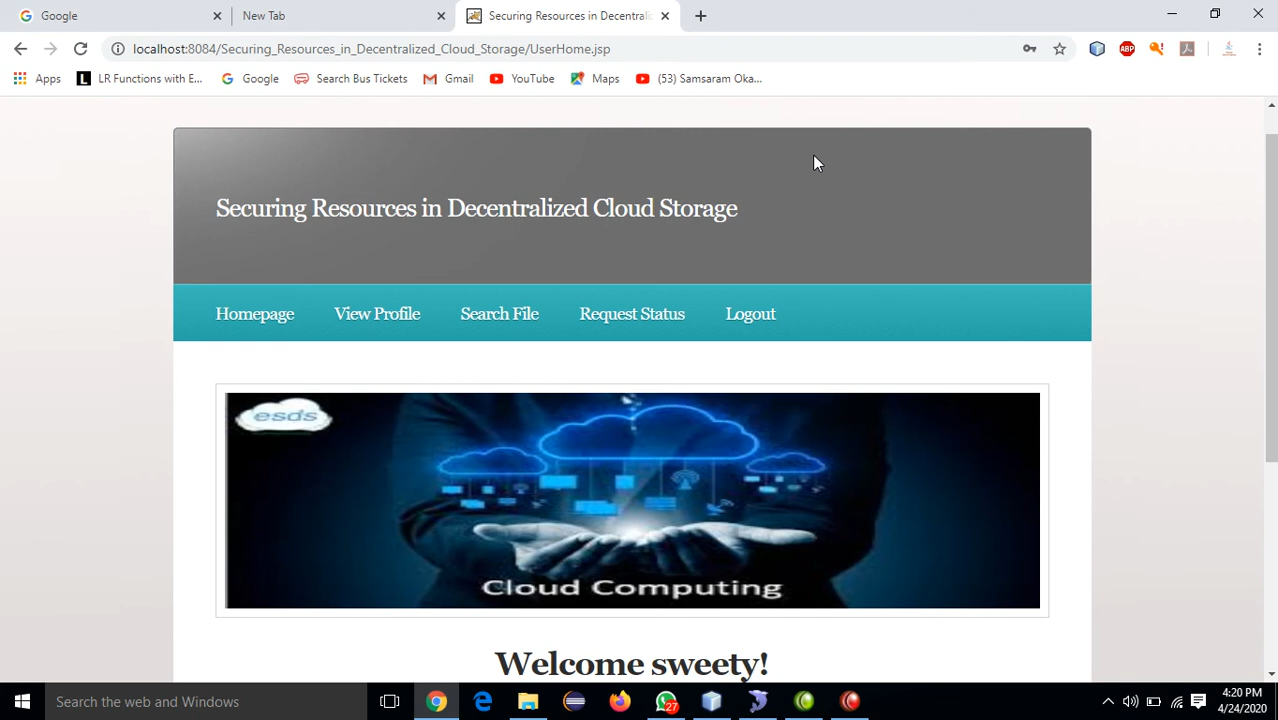 Google
New Tab
Securing Resources in Decentrali
localhost:8084/Securing_Resources_in_Decentralized_Cloud_Storage/UserHome.jsp
ABP
Apps
L
LR Functions with E...
Google
Search Bus Tickets
Gmail
YouTube
Maps
(53) Samsaram Oka...
Securing Resources in Decentralized Cloud Storage
Homepage
View Profile
Search File
Request Status
Logout
esds
Cloud Computing
Welcome sweety!
Search the web and Windows
27
4:20 PM
4/24/2020